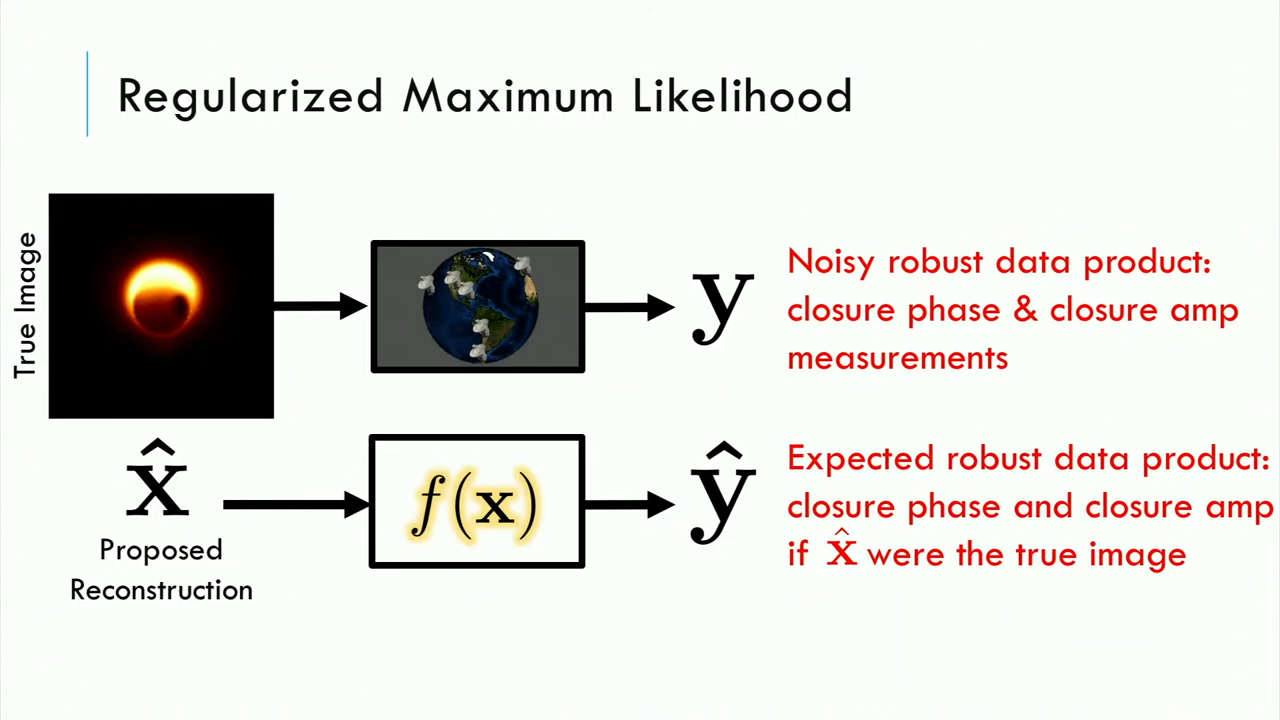 Regularized Maximum Likelihood
True Image
y
Noisy robust data product:
closure phase & closure amp
measurements
x̂
Proposed
Reconstruction
f(x)
ŷ
Expected robust data product:
closure phase and closure amp
if x̂ were the true image